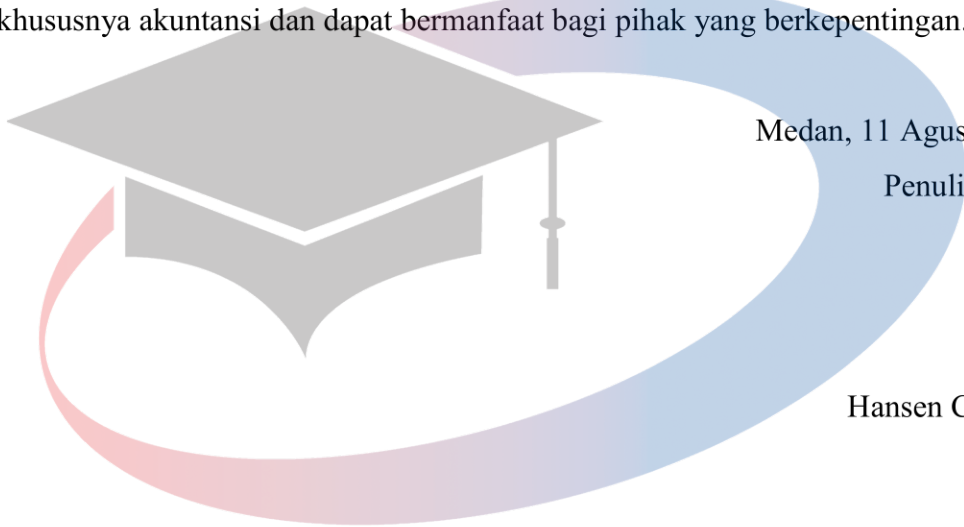 khususnya akuntansi dan dapat bermanfaat bagi pihak yang berkepentingan.
Medan, 11 Agus
Penuli
Hansen C